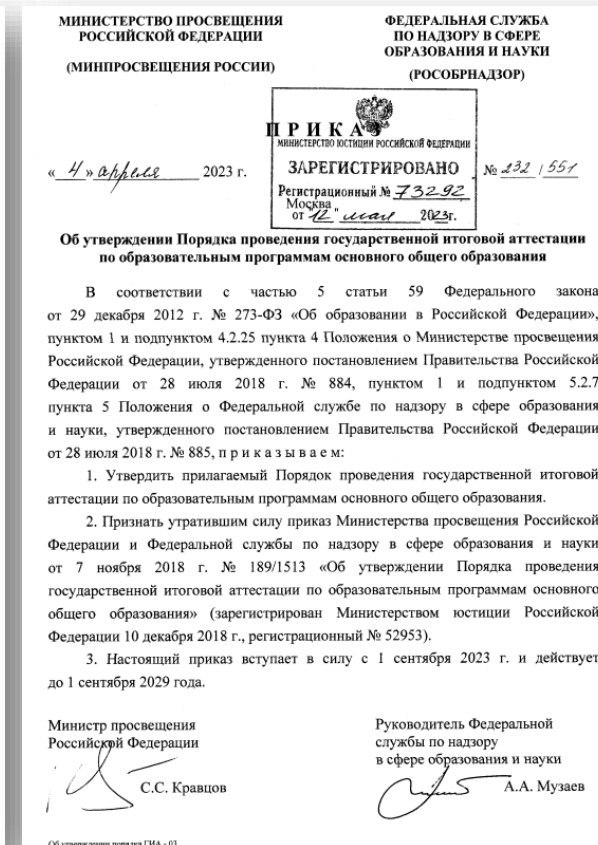 МИНИСТЕРСТВО ПРОСВЕЩЕНИЯ
РОССИЙСКОЙ ФЕДЕРАЦИИ
(МИНПРОСВЕЩЕНИЯ РОССИИ)
ФЕДЕРАЛЬНАЯ СЛУЖБА
ПО НАДЗОРУ В СФЕРЕ
ОБРАЗОВАНИЯ И НАУКИ
(РОСОБРНАДЗОР)
ПРИКАЗ
МИНИСТЕРСТВО ЮСТИЦИИ РОССИЙСКОЙ ФЕДЕРАЦИИ
ЗАРЕГИСТРИРОВАНО
Регистрационный № 73292
Москва
от "12" мая 2023г.
«4» апреля 2023 г.
№ 232/551
Об утверждении Порядка проведения государственной итоговой аттестации
по образовательным программам основного общего образования
В соответствии с частью 5 статьи 59 Федерального закона
от 29 декабря 2012 г. № 273-ФЗ «Об образовании в Российской Федерации»,
пунктом 1 и подпунктом 4.2.25 пункта 4 Положения о Министерстве просвещения
Российской Федерации, утвержденного постановлением Правительства Российской
Федерации от 28 июля 2018 г. № 884, пунктом 1 и подпунктом 5.2.7
пункта 5 Положения о Федеральной службе по надзору в сфере образования
и науки, утвержденного постановлением Правительства Российской Федерации
от 28 июля 2018 г. № 885, п р и к а з ы в а е м:
1. Утвердить прилагаемый Порядок проведения государственной итоговой
аттестации по образовательным программам основного общего образования.
2. Признать утратившим силу приказ Министерства просвещения Российской
Федерации и Федеральной службы по надзору в сфере образования и науки
от 7 ноября 2018 г. № 189/1513 «Об утверждении Порядка проведения
государственной итоговой аттестации по образовательным программам основного
общего образования» (зарегистрирован Министерством юстиции Российской
Федерации 10 декабря 2018 г., регистрационный № 52953).
3. Настоящий приказ вступает в силу с 1 сентября 2023 г. и действует
до 1 сентября 2029 года.
Министр просвещения
Российской Федерации
С.С. Кравцов
Руководитель Федеральной
службы по надзору
в сфере образования и науки
А.А. Музаев
Об утверждении порядка ГИА - 03